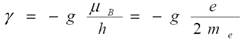 γ = - g μ_B / h = - g e / 2 m_e